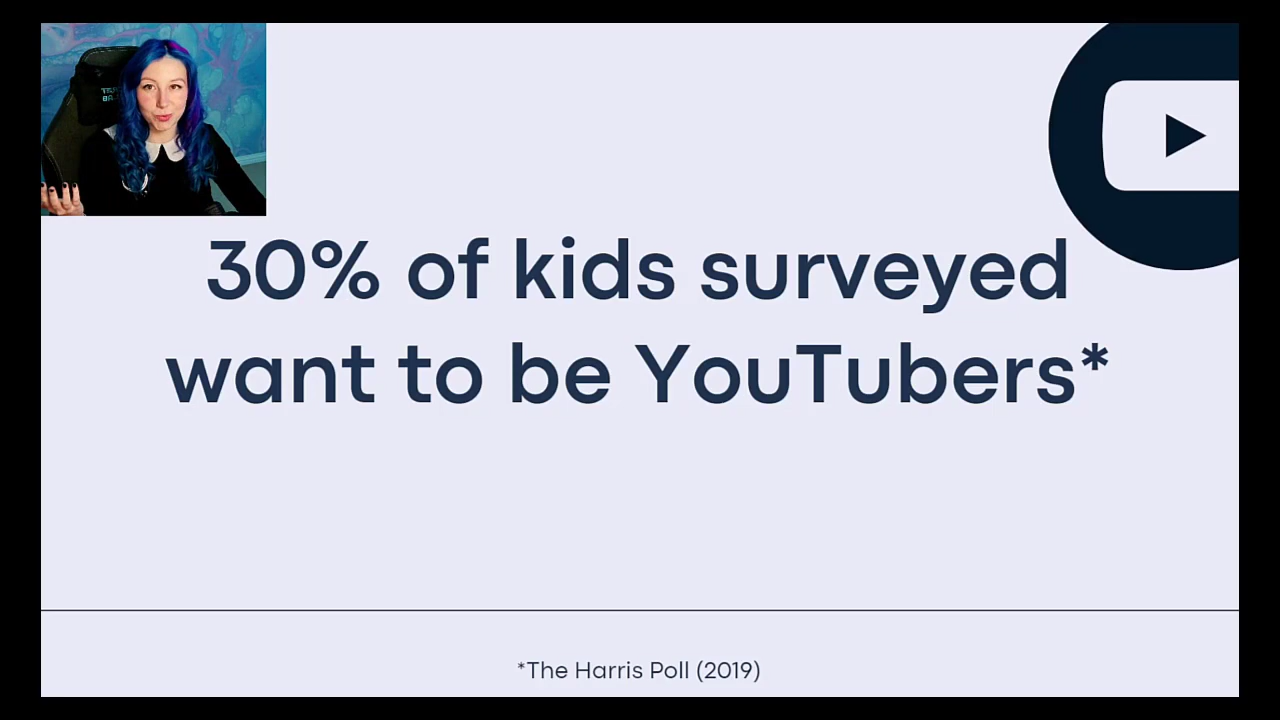 30% of kids surveyed
want to be YouTubers*
*The Harris Poll (2019)